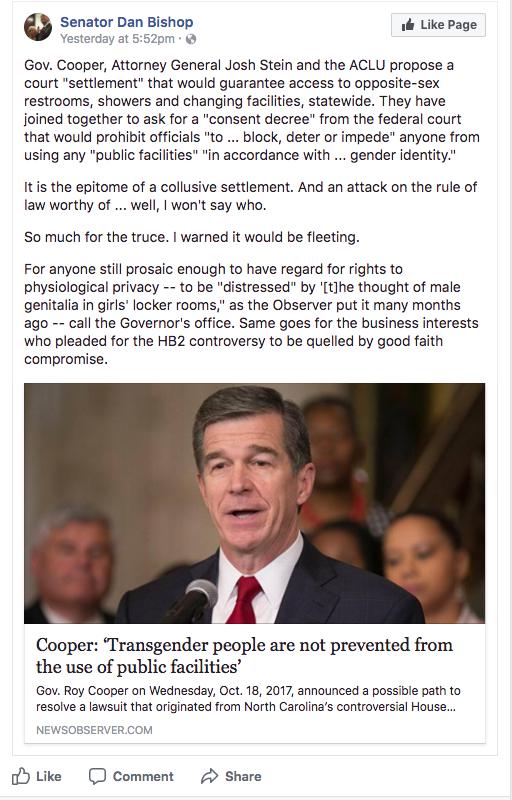 Senator Dan Bishop
Yesterday at 5:52pm ·
Like Page
Gov. Cooper, Attorney General Josh Stein and the ACLU propose a
court "settlement" that would guarantee access to opposite-sex
restrooms, showers and changing facilities, statewide. They have
joined together to ask for a "consent decree" from the federal court
that would prohibit officials "to ... block, deter or impede" anyone from
using any "public facilities" "in accordance with ... gender identity."
It is the epitome of a collusive settlement. And an attack on the rule of
law worthy of ... well, I won't say who.
So much for the truce. I warned it would be fleeting.
For anyone still prosaic enough to have regard for rights to
physiological privacy -- to be "distressed" by '[t]he thought of male
genitalia in girls' locker rooms," as the Observer put it many months
ago -- call the Governor's office. Same goes for the business interests
who pleaded for the HB2 controversy to be quelled by good faith
compromise.
Cooper: ‘Transgender people are not prevented from
the use of public facilities’
Gov. Roy Cooper on Wednesday, Oct. 18, 2017, announced a possible path to
resolve a lawsuit that originated from North Carolina’s controversial House...
NEWSOBSERVER.COM
Like
Comment
Share